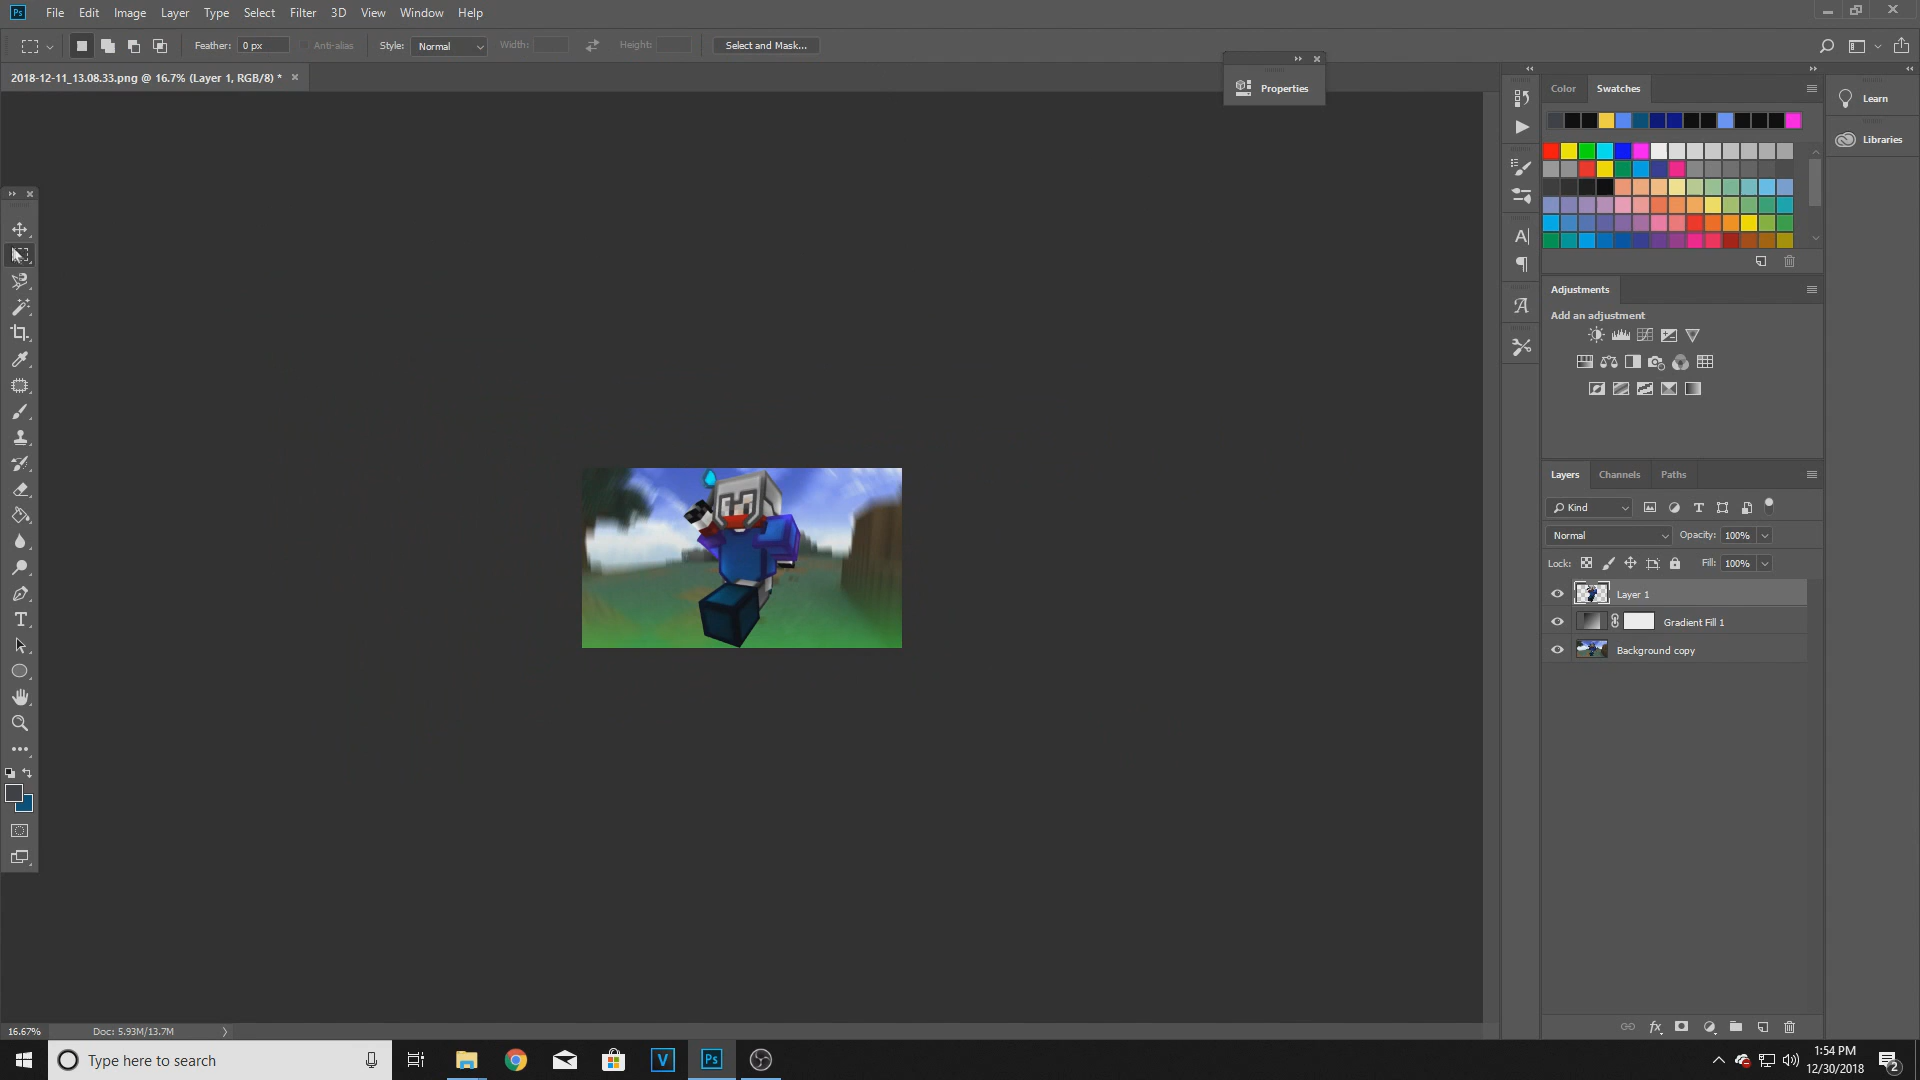 Ps File Edit Image Layer Type Select Filter 3D View Window Help
Feather: 0 px Anti-alias Style: Normal Width: Height: Select and Mask...
2018-12-11_13.08.33.png @ 16.7% (Layer 1, RGB/8) *
Properties
Color Swatches
Learn
Libraries
Adjustments
Add an adjustment
Layers Channels Paths
Kind
Normal Opacity: 100%
Lock: Fill: 100%
Layer 1
Gradient Fill 1
Background copy
fx
16.67% Doc: 5.93M/13.7M
Type here to search
V
Ps
1:54 PM
12/30/2018
2